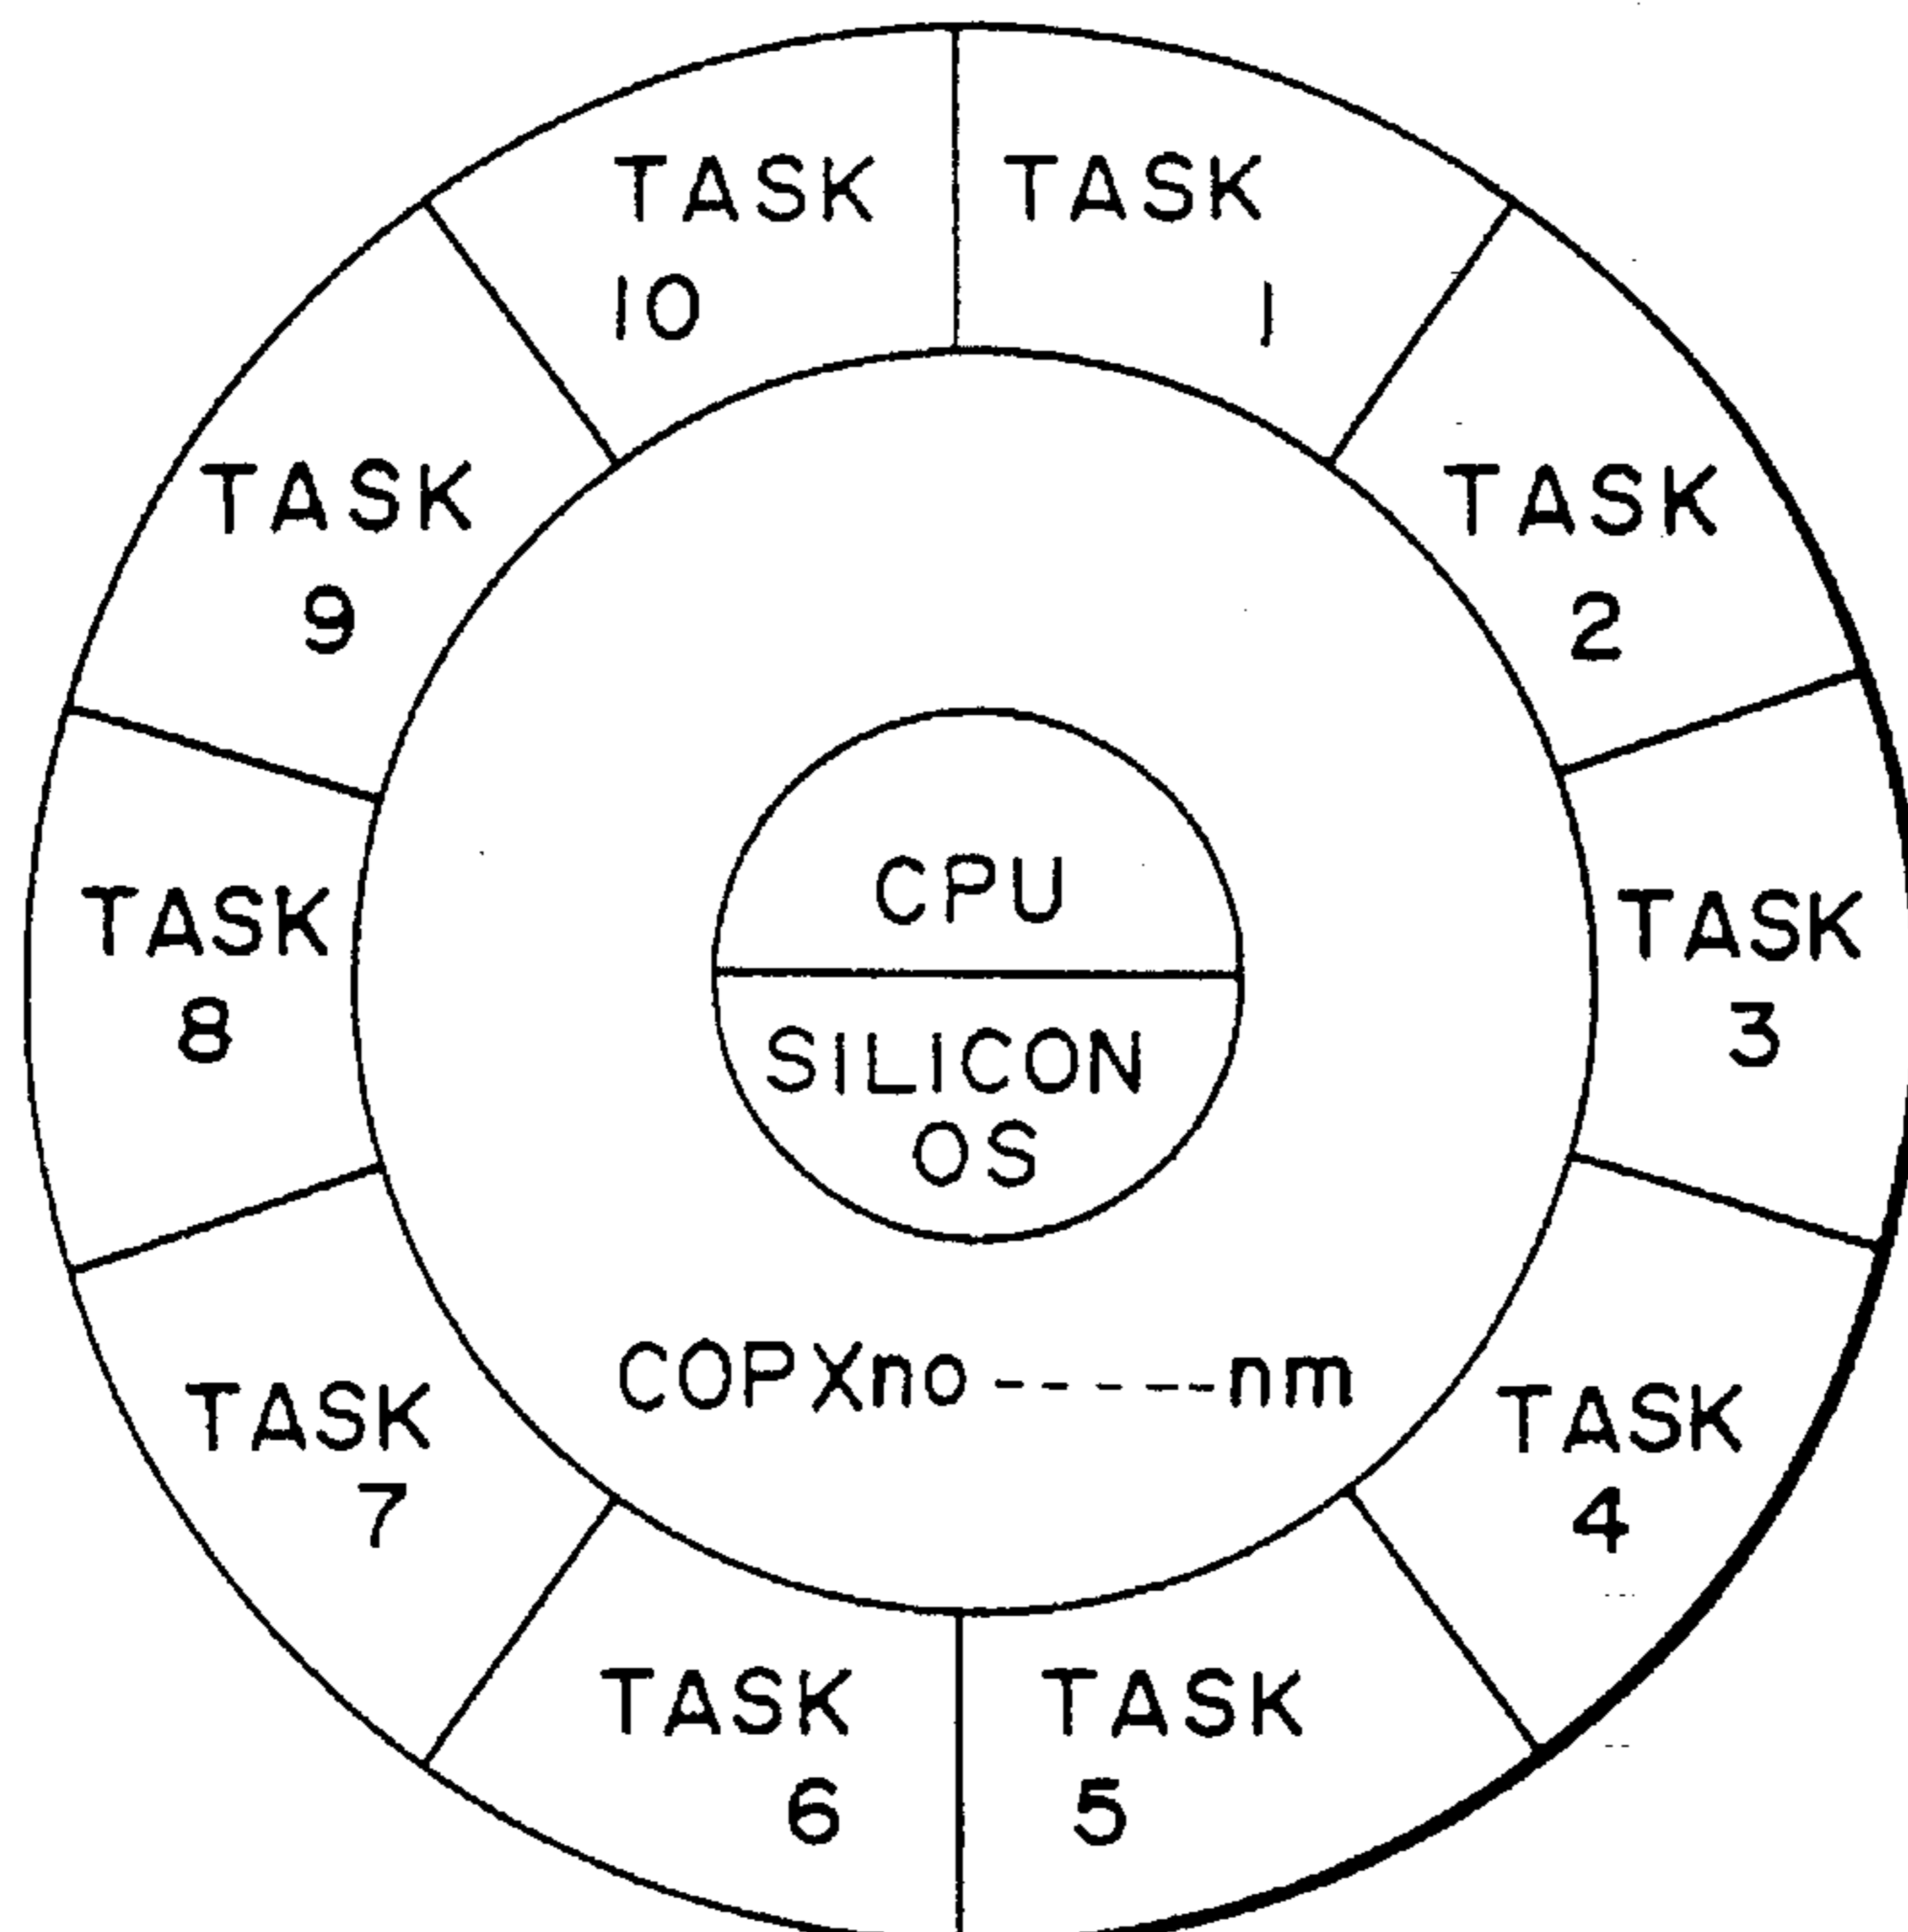 TASK
10
TASK
1
TASK
2
TASK
3
TASK
4
TASK
5
TASK
6
TASK
7
TASK
8
TASK
9
CPU
SILICON
OS
COPXno-----nm